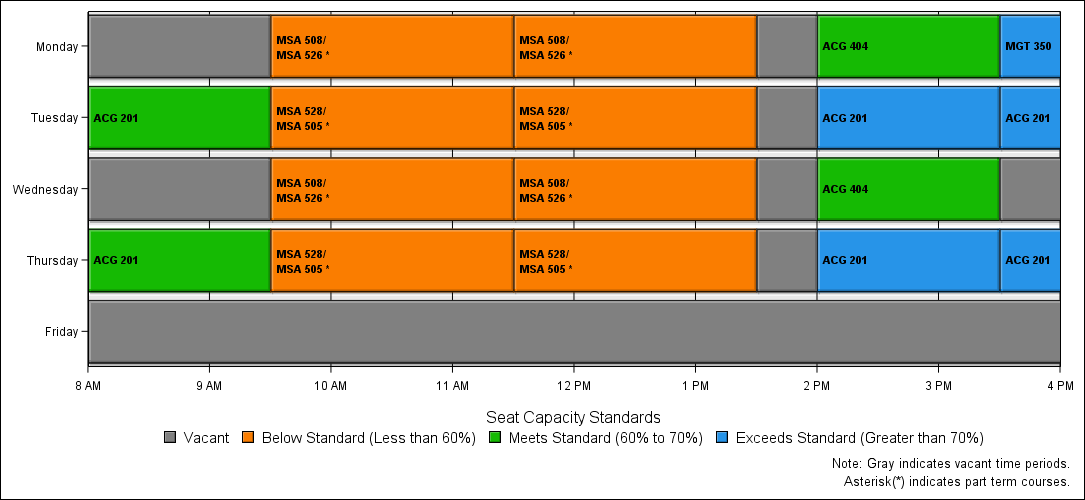 Monday
MSA 508/
MSA 526 *
MSA 508/
MSA 526 *
ACG 404
MGT 350
Tuesday
ACG 201
MSA 528/
MSA 505 *
MSA 528/
MSA 505 *
ACG 201
ACG 201
Wednesday
MSA 508/
MSA 526 *
MSA 508/
MSA 526 *
ACG 404
Thursday
ACG 201
MSA 528/
MSA 505 *
MSA 528/
MSA 505 *
ACG 201
ACG 201
Friday
8 AM 9 AM 10 AM 11 AM 12 PM 1 PM 2 PM 3 PM 4 PM
Seat Capacity Standards
Vacant Below Standard (Less than 60%) Meets Standard (60% to 70%) Exceeds Standard (Greater than 70%)
Note: Gray indicates vacant time periods.
Asterisk(*) indicates part term courses.